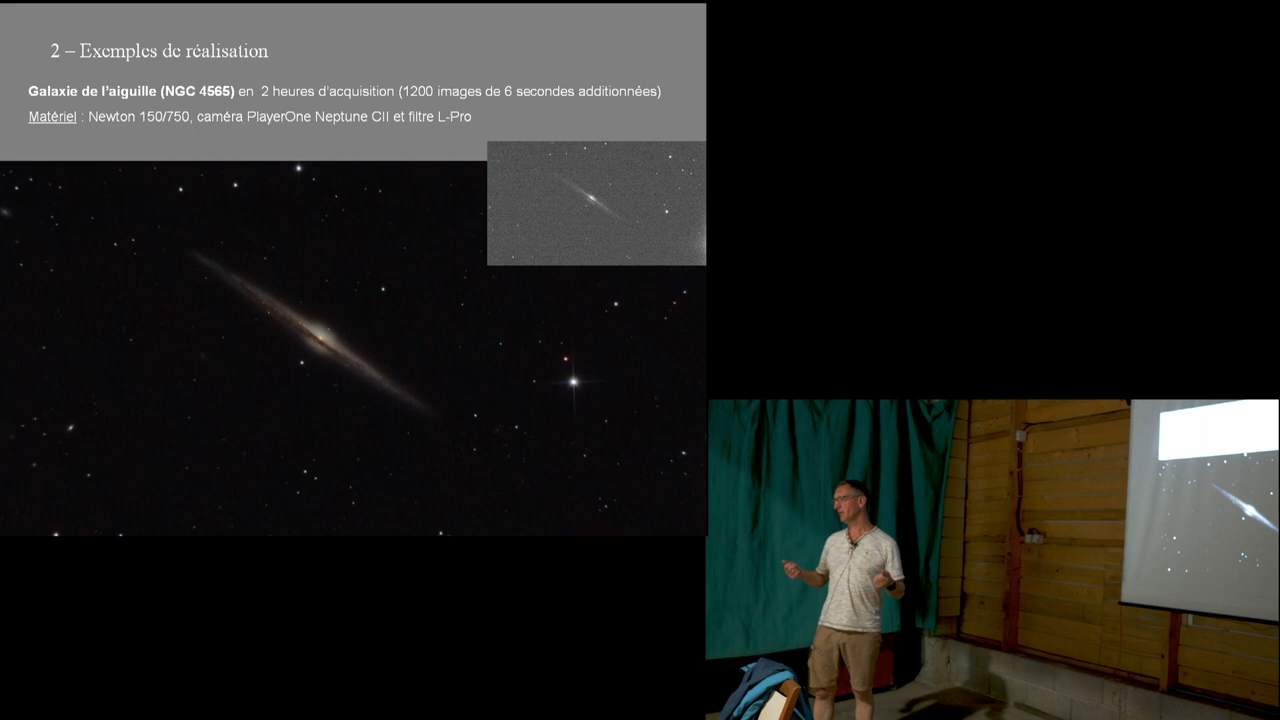 2 – Exemples de réalisation
Galaxie de l'aiguille (NGC 4565) en 2 heures d'acquisition (1200 images de 6 secondes additionnées)
Matériel : Newton 150/750, caméra PlayerOne Neptune CII et filtre L-Pro